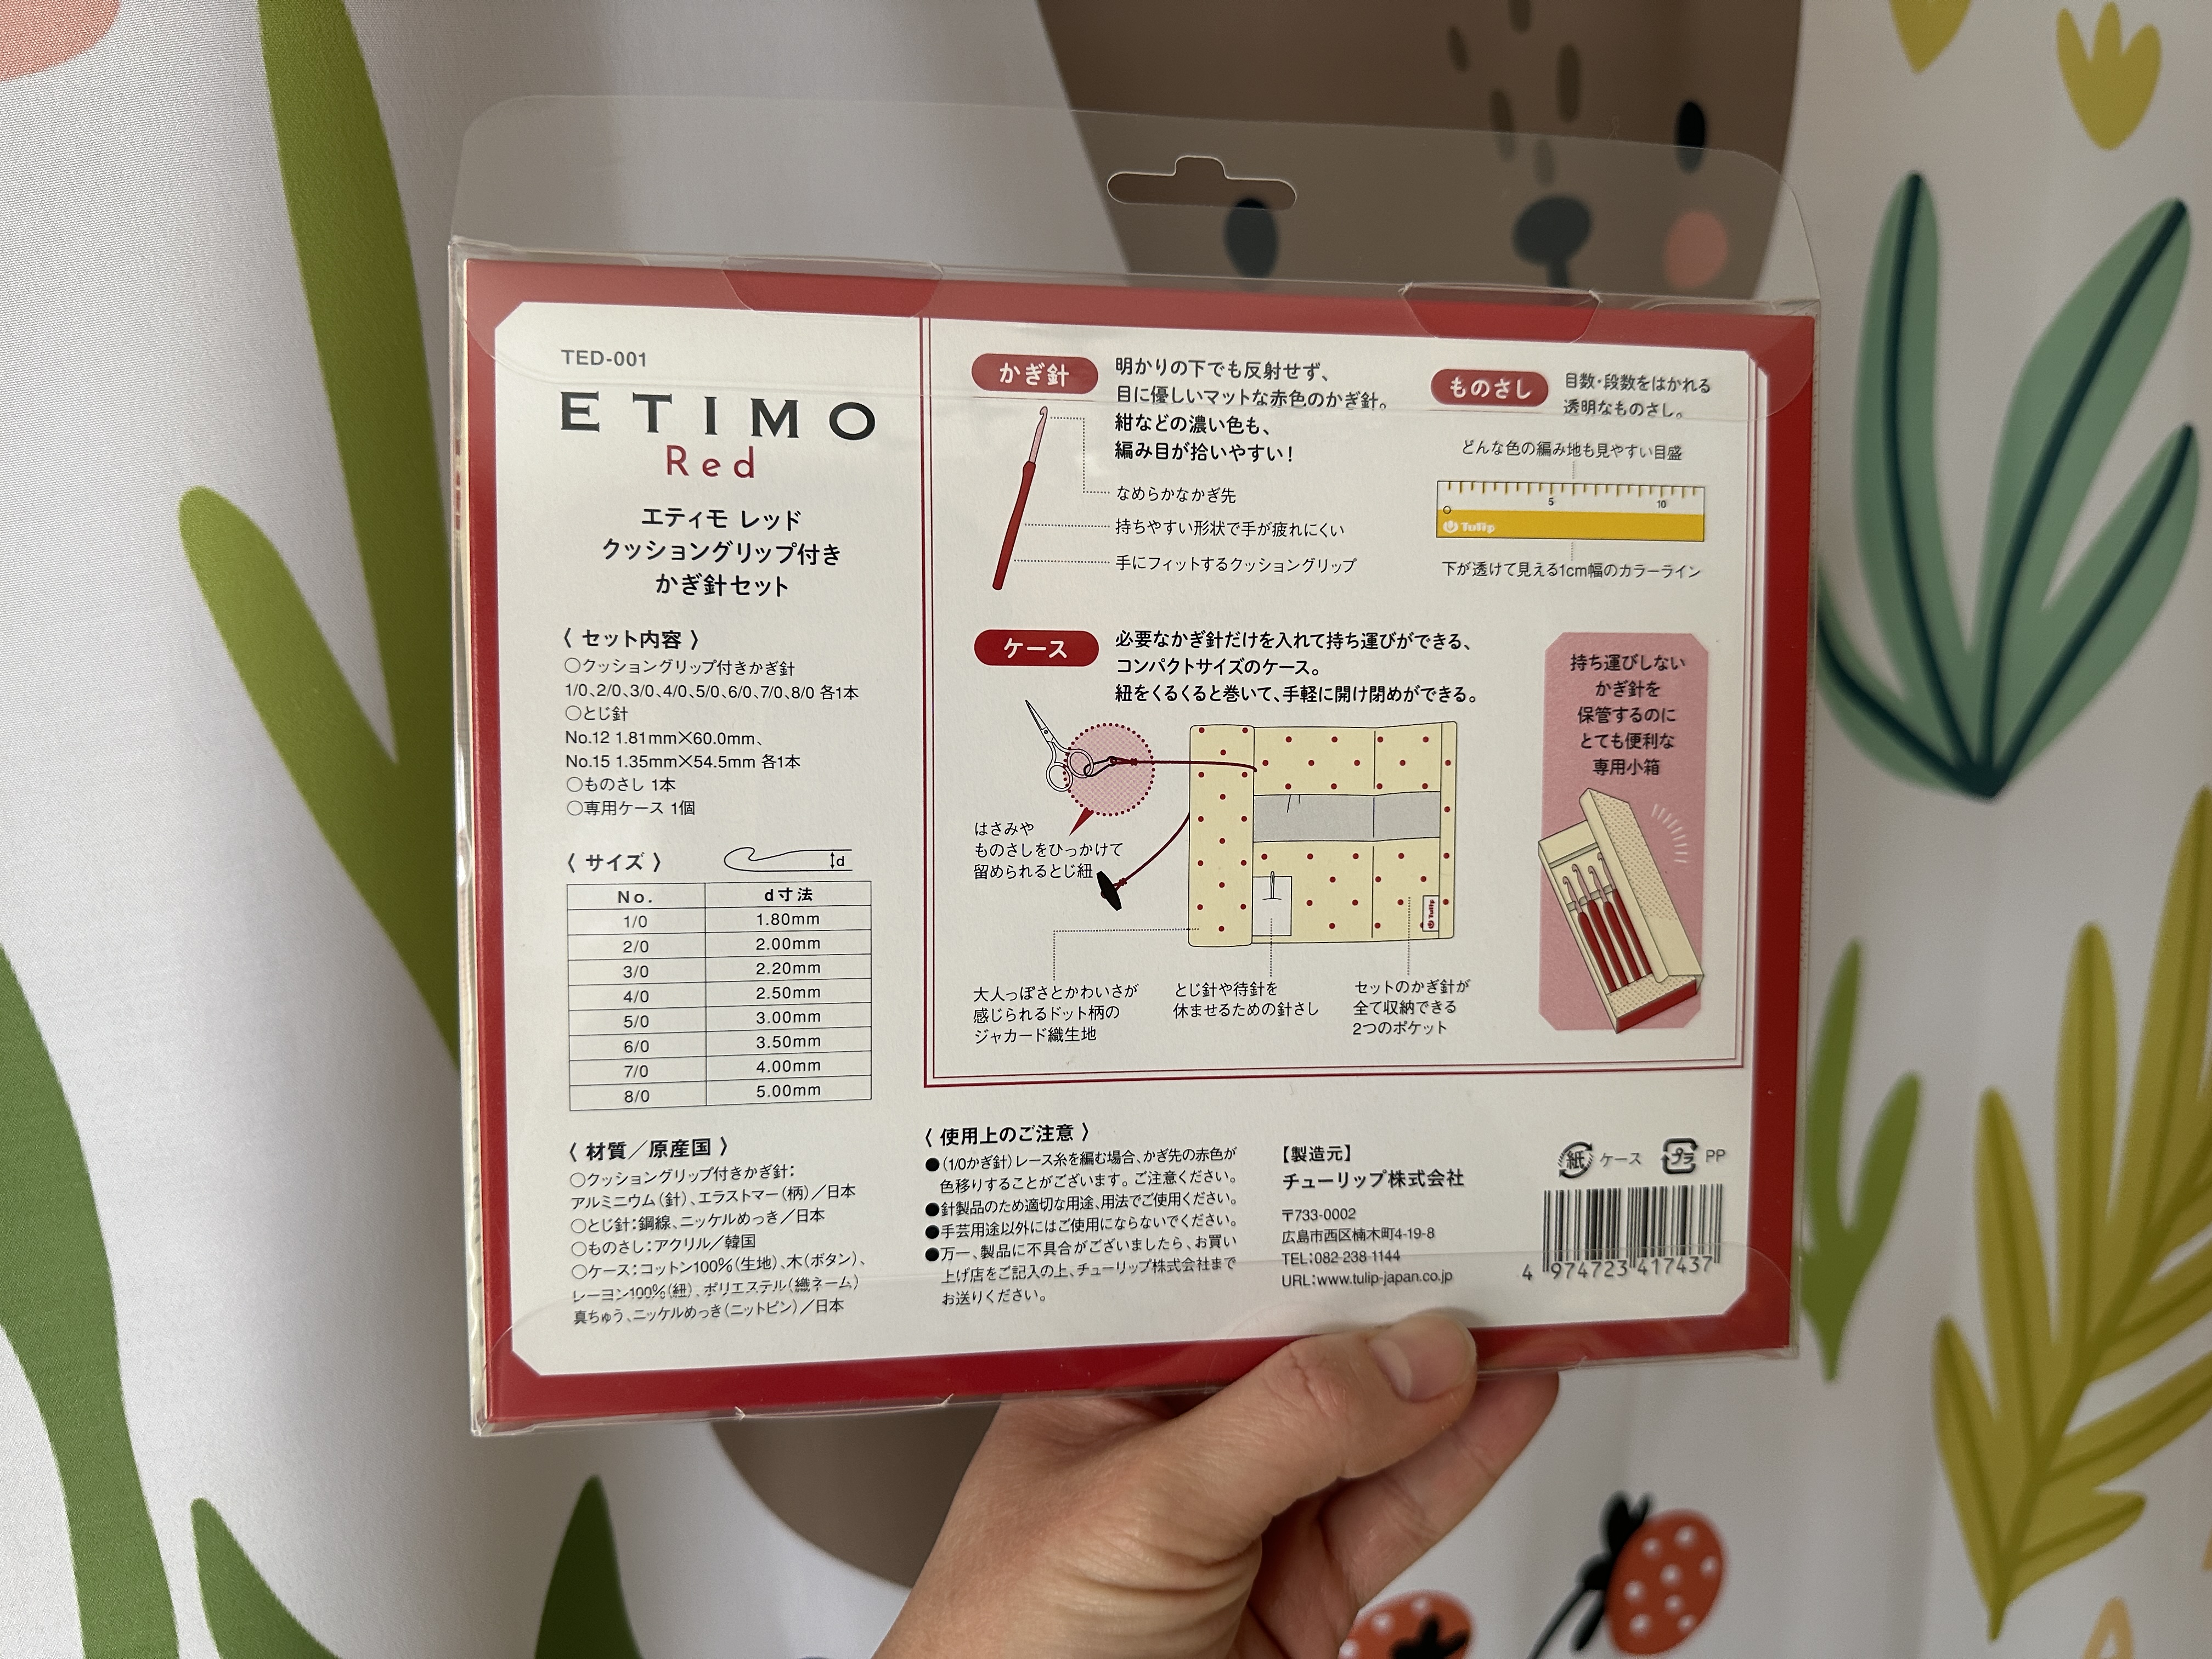 TED-001
ETIMO
Red
エティモ レッド
クッショングリップ付き
かぎ針セット
〈 セット内容 〉
○クッショングリップ付きかぎ針
1/0、2/0、3/0、4/0、5/0、6/0、7/0、8/0 各1本
○とじ針
No.12 1.81mm×60.0mm、
No.15 1.35mm×54.5mm 各1本
○ものさし 1本
○専用ケース 1個
〈 サイズ 〉
d
No. d寸法
1/0 1.80mm
2/0 2.00mm
3/0 2.20mm
4/0 2.50mm
5/0 3.00mm
6/0 3.50mm
7/0 4.00mm
8/0 5.00mm
〈 材質／原産国 〉
○クッショングリップ付きかぎ針：
アルミニウム（針）、エラストマー（柄）／日本
○とじ針：鋼線、ニッケルめっき／日本
○ものさし：アクリル／韓国
○ケース：コットン100％（生地）、木（ボタン）、
レーヨン100％（紐）、ポリエステル（織ネーム）
真ちゅう、ニッケルめっき（ニットピン）／日本
かぎ針
明かりの下でも反射せず、
目に優しいマットな赤色のかぎ針。
紺などの濃い色も、
編み目が拾いやすい！
なめらかなかぎ先
持ちやすい形状で手が疲れにくい
手にフィットするクッショングリップ
ものさし
目数・段数をはかれる
透明なものさし。
どんな色の編み地も見やすい目盛
5 10
Tulip
下が透けて見える1cm幅のカラーライン
ケース
必要なかぎ針だけを入れて持ち運びができる、
コンパクトサイズのケース。
紐をくるくると巻いて、手軽に開け閉めができる。
はさみや
ものさしをひっかけて
留められるとじ紐
Tulip
大人っぽさとかわいさが
感じられるドット柄の
ジャカード織生地
とじ針や待針を
休ませるための針さし
セットのかぎ針が
全て収納できる
2つのポケット
持ち運びしない
かぎ針を
保管するのに
とても便利な
専用小箱
〈 使用上のご注意 〉
●（1/0かぎ針）レース糸を編む場合、かぎ先の赤色が
色移りすることがございます。ご注意ください。
●針製品のため適切な用途、用法でご使用ください。
●手芸用途以外にはご使用にならないでください。
●万一、製品に不具合がございましたら、お買い
上げ店をご記入の上、チューリップ株式会社まで
お送りください。
【製造元】
チューリップ株式会社
〒733-0002
広島市西区楠木町4-19-8
TEL：082-238-1144
URL：www.tulip-japan.co.jp
紙 ケース プラ PP
4 974723 417437